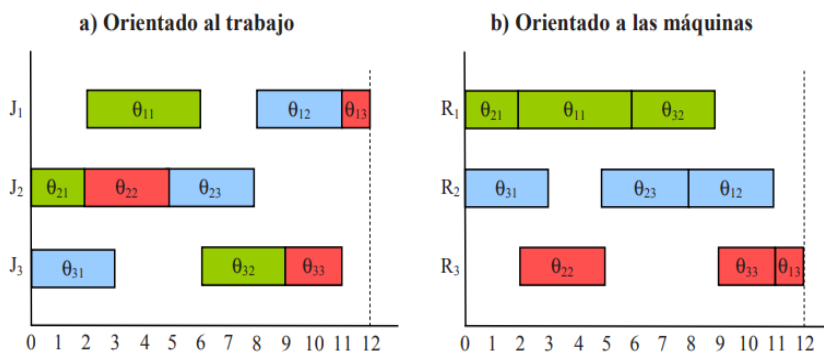 a) Orientado al trabajo
J₁ θ₁₁ θ₁₂ θ₁₃
J₂ θ₂₁ θ₂₂ θ₂₃
J₃ θ₃₁ θ₃₂ θ₃₃
0 1 2 3 4 5 6 7 8 9 10 11 12
b) Orientado a las máquinas
R₁ θ₂₁ θ₁₁ θ₃₂
R₂ θ₃₁ θ₂₃ θ₁₂
R₃ θ₂₂ θ₃₃ θ₁₃
0 1 2 3 4 5 6 7 8 9 10 11 12